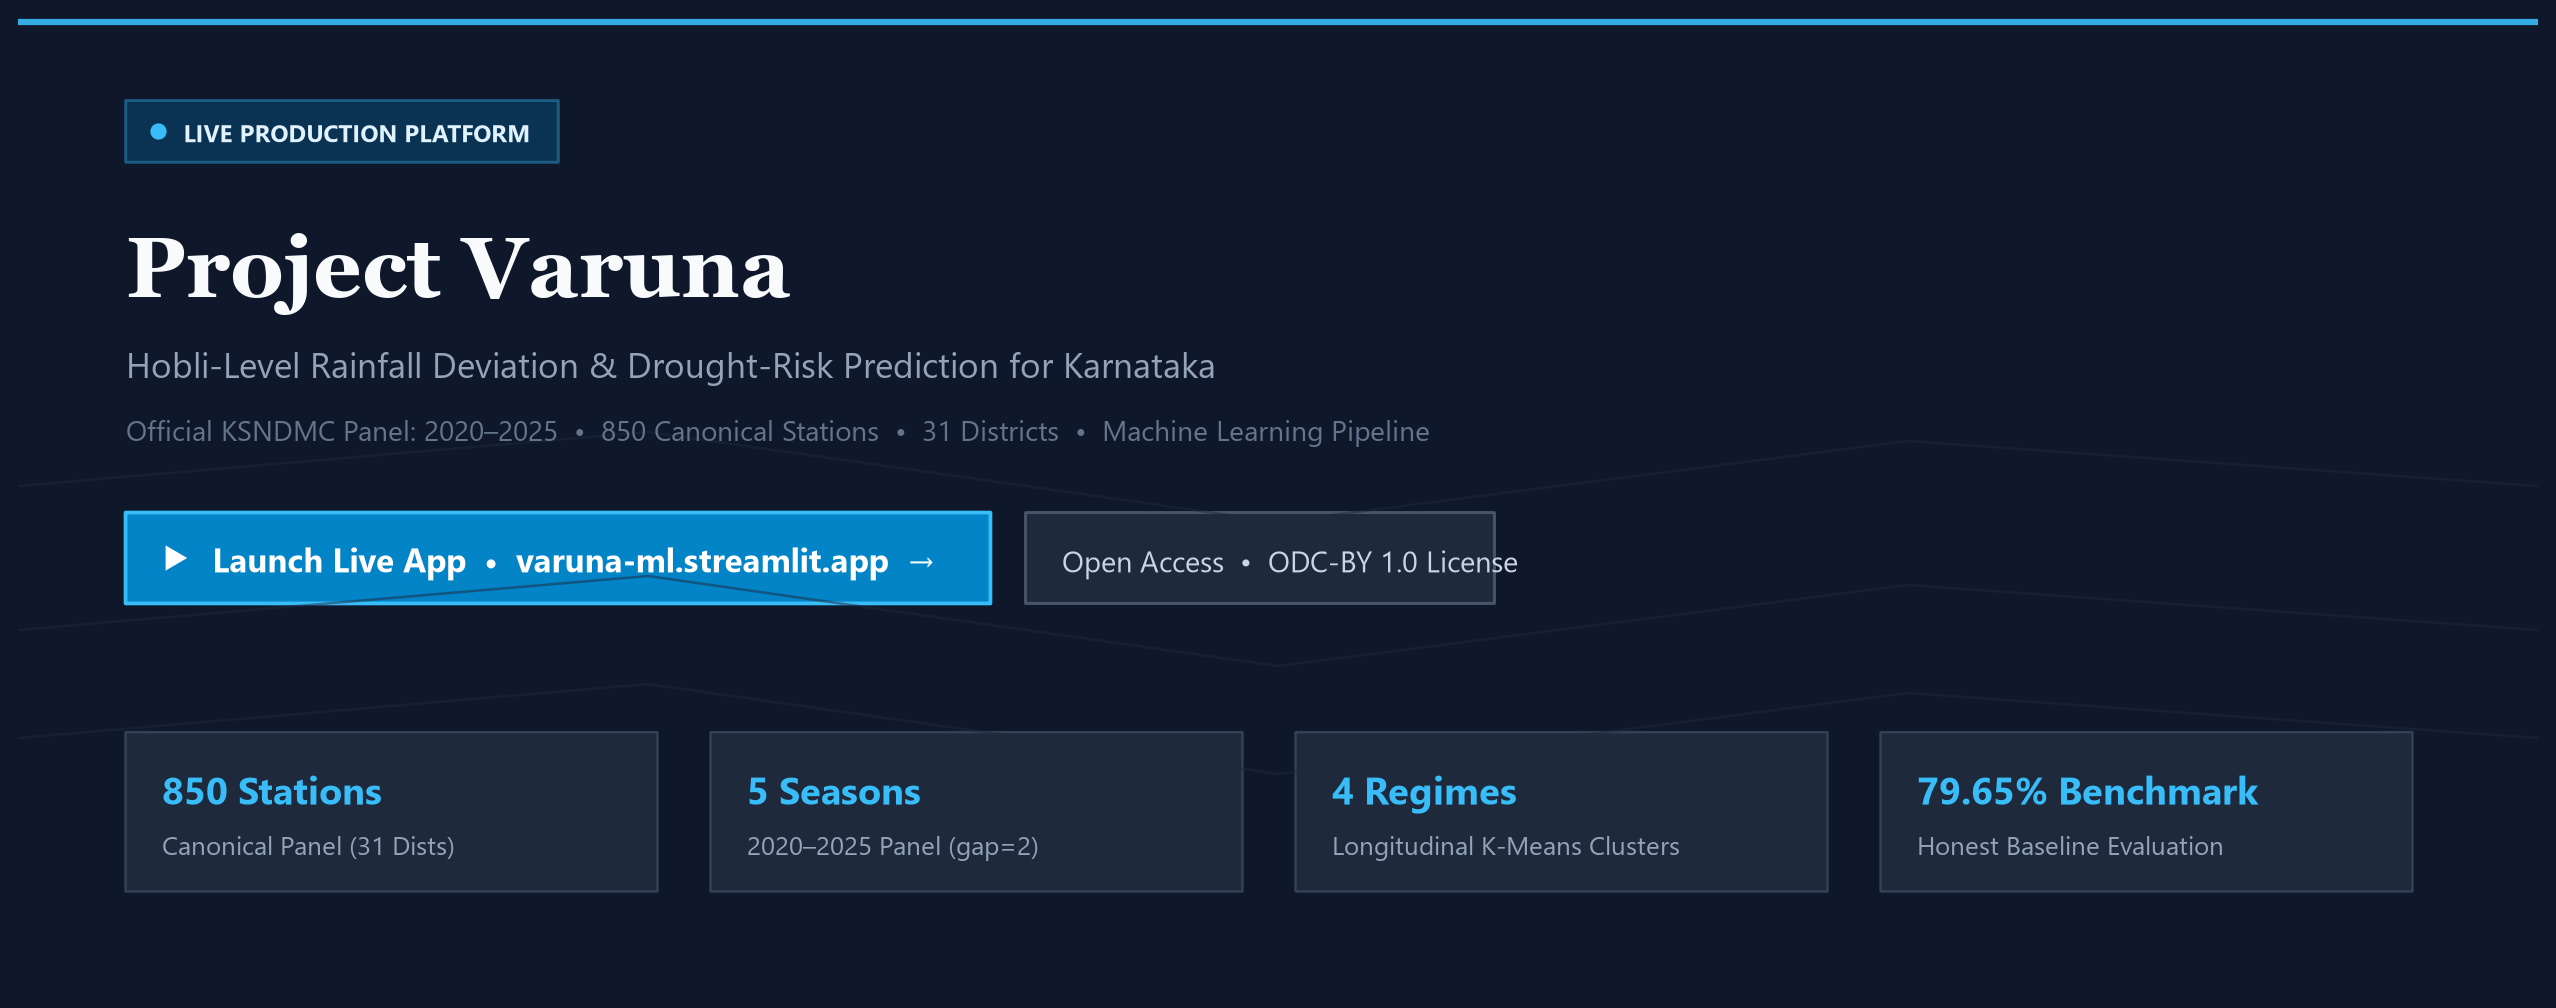 LIVE PRODUCTION PLATFORM
Project Varuna
Hobli-Level Rainfall Deviation & Drought-Risk Prediction for Karnataka
Official KSNDMC Panel: 2020–2025 • 850 Canonical Stations • 31 Districts • Machine Learning Pipeline
▶ Launch Live App • varuna-ml.streamlit.app →
Open Access • ODC-BY 1.0 License
850 Stations
Canonical Panel (31 Dists)
5 Seasons
2020–2025 Panel (gap=2)
4 Regimes
Longitudinal K-Means Clusters
79.65% Benchmark
Honest Baseline Evaluation